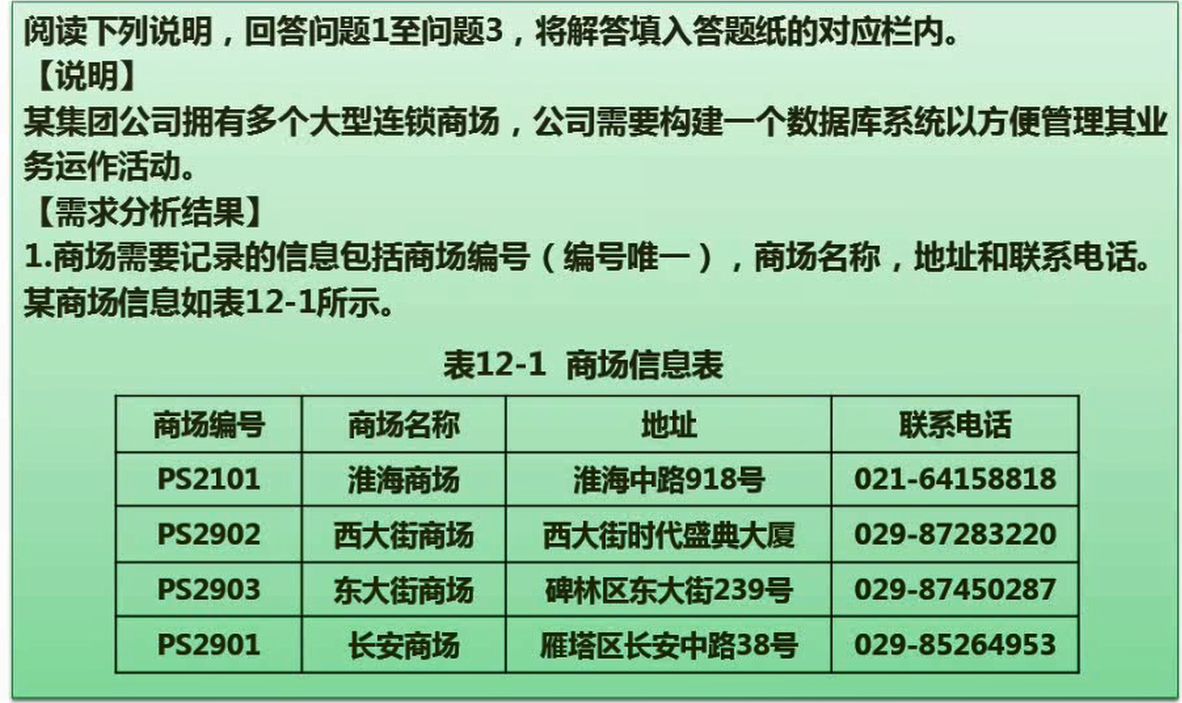 阅读下列说明，回答问题1至问题3，将解答填入答题纸的对应栏内。
【说明】
某集团公司拥有多个大型连锁商场，公司需要构建一个数据库系统以方便管理其业
务运作活动。
【需求分析结果】
1.商场需要记录的信息包括商场编号（编号唯一），商场名称，地址和联系电话。
某商场信息如表12-1所示。
表12-1 商场信息表
商场编号 商场名称 地址 联系电话
PS2101 淮海商场 淮海中路918号 021-64158818
PS2902 西大街商场 西大街时代盛典大厦 029-87283220
PS2903 东大街商场 碑林区东大街239号 029-87450287
PS2901 长安商场 雁塔区长安中路38号 029-85264953